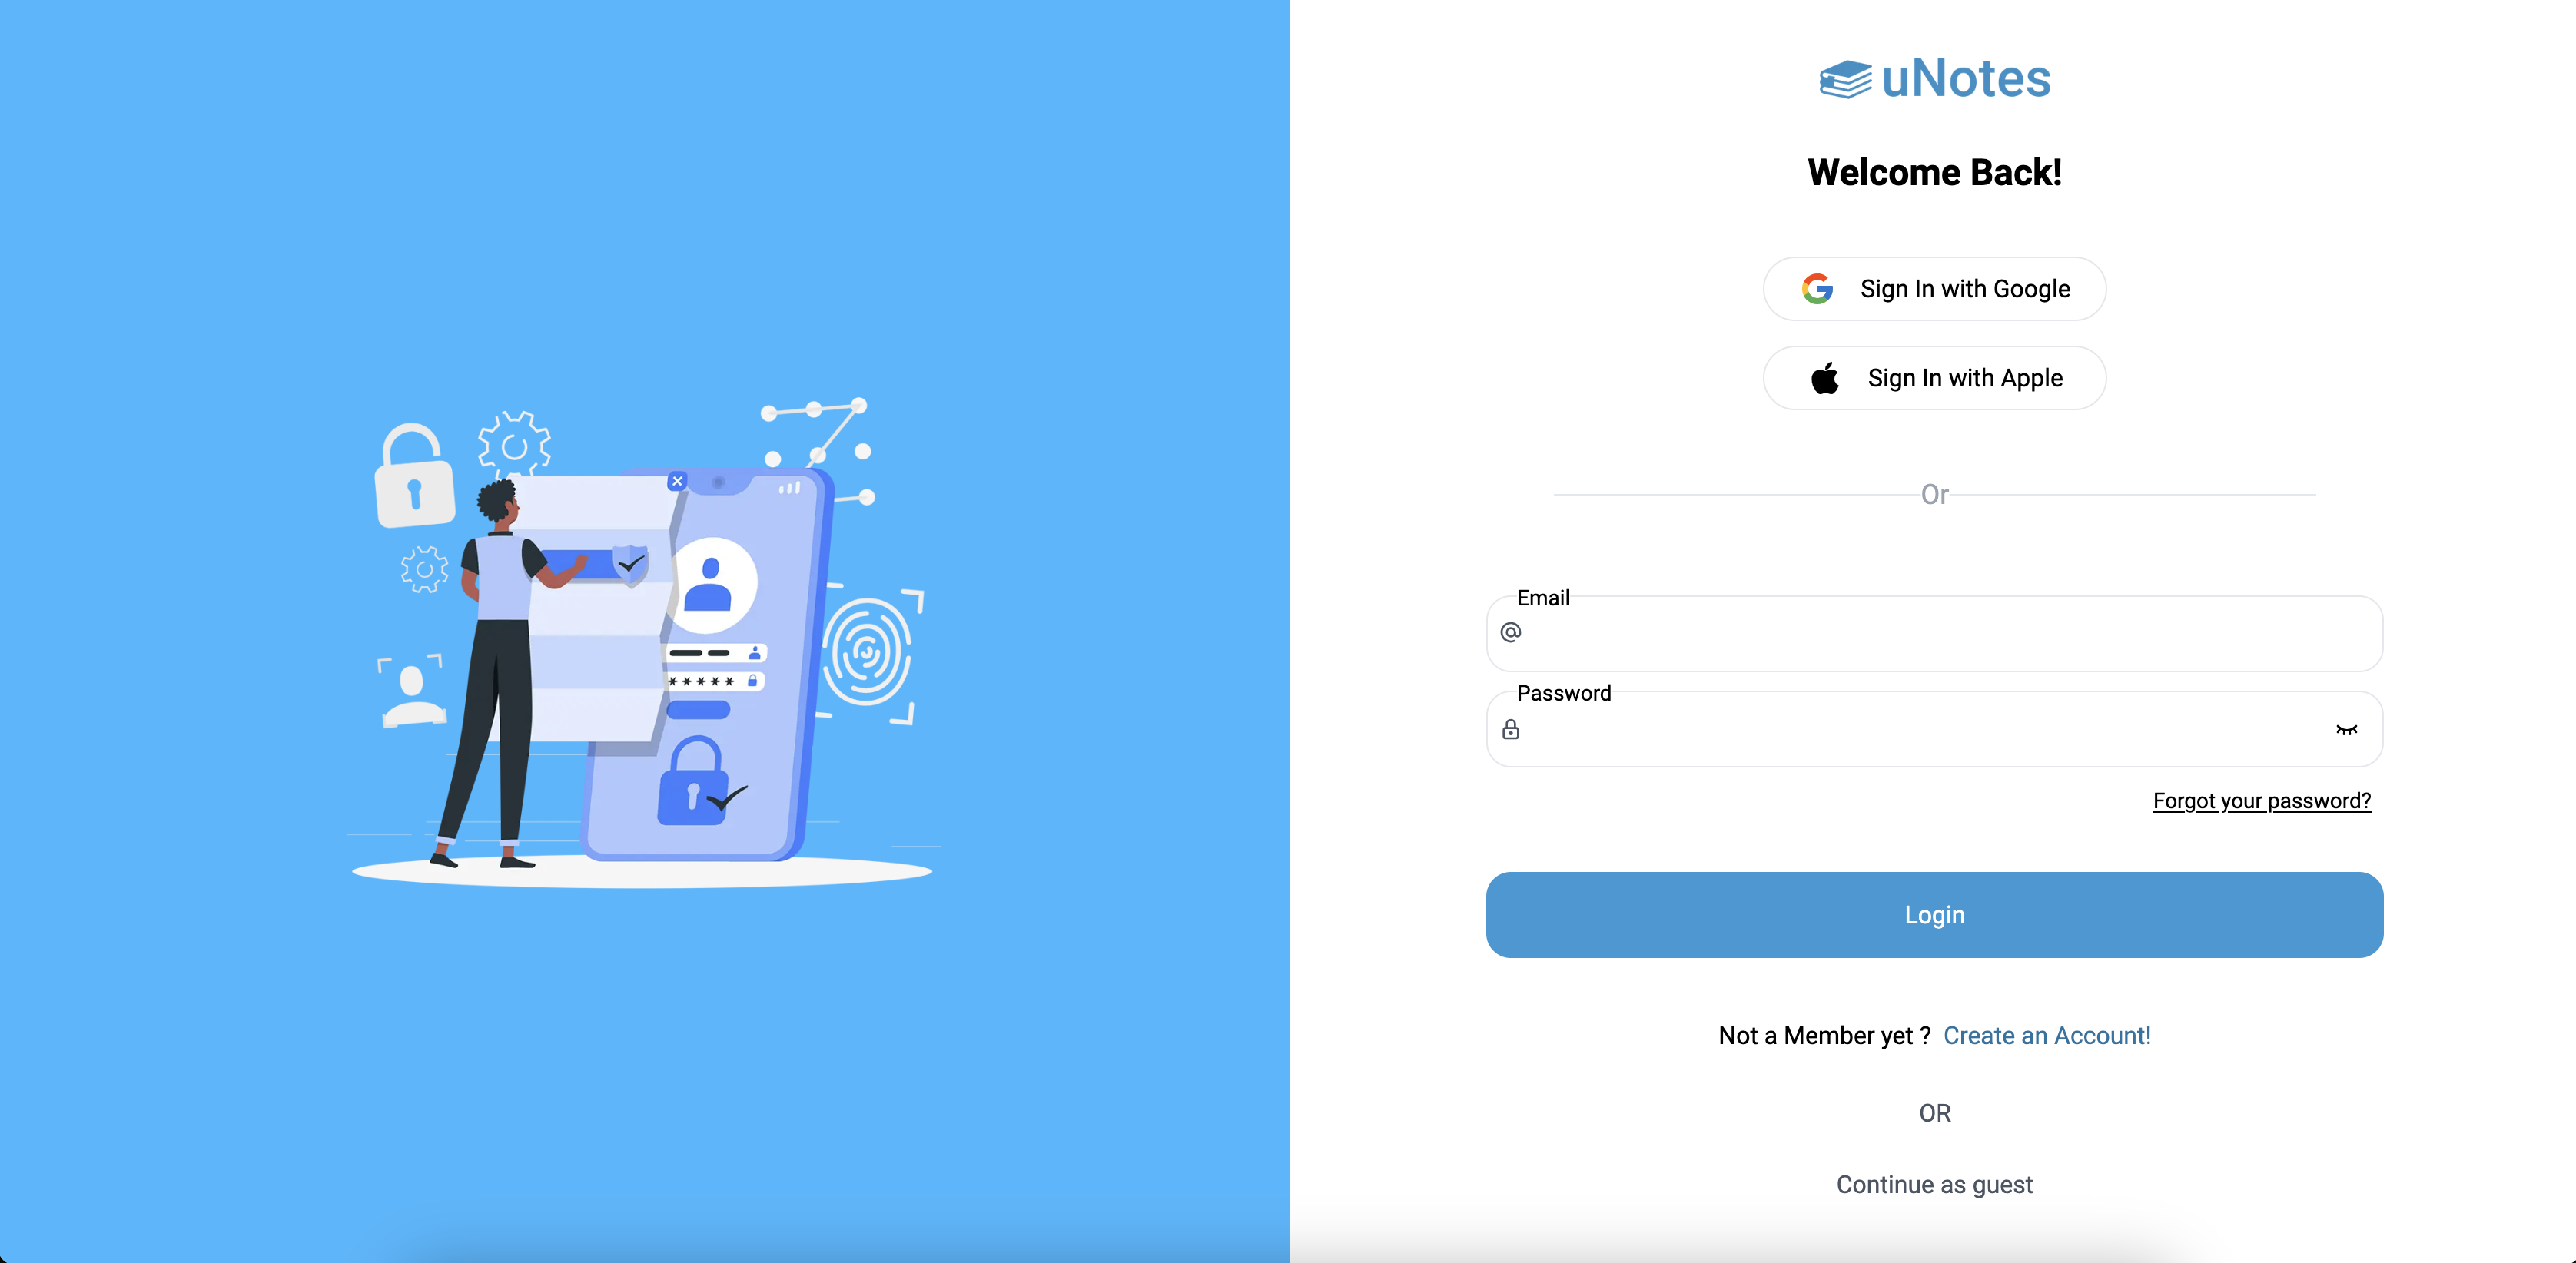 uNotes
Welcome Back!
Sign In with Google
Sign In with Apple
Or
Email
@
Password
*****
Forgot your password?
Login
Not a Member yet ? Create an Account!
OR
Continue as guest